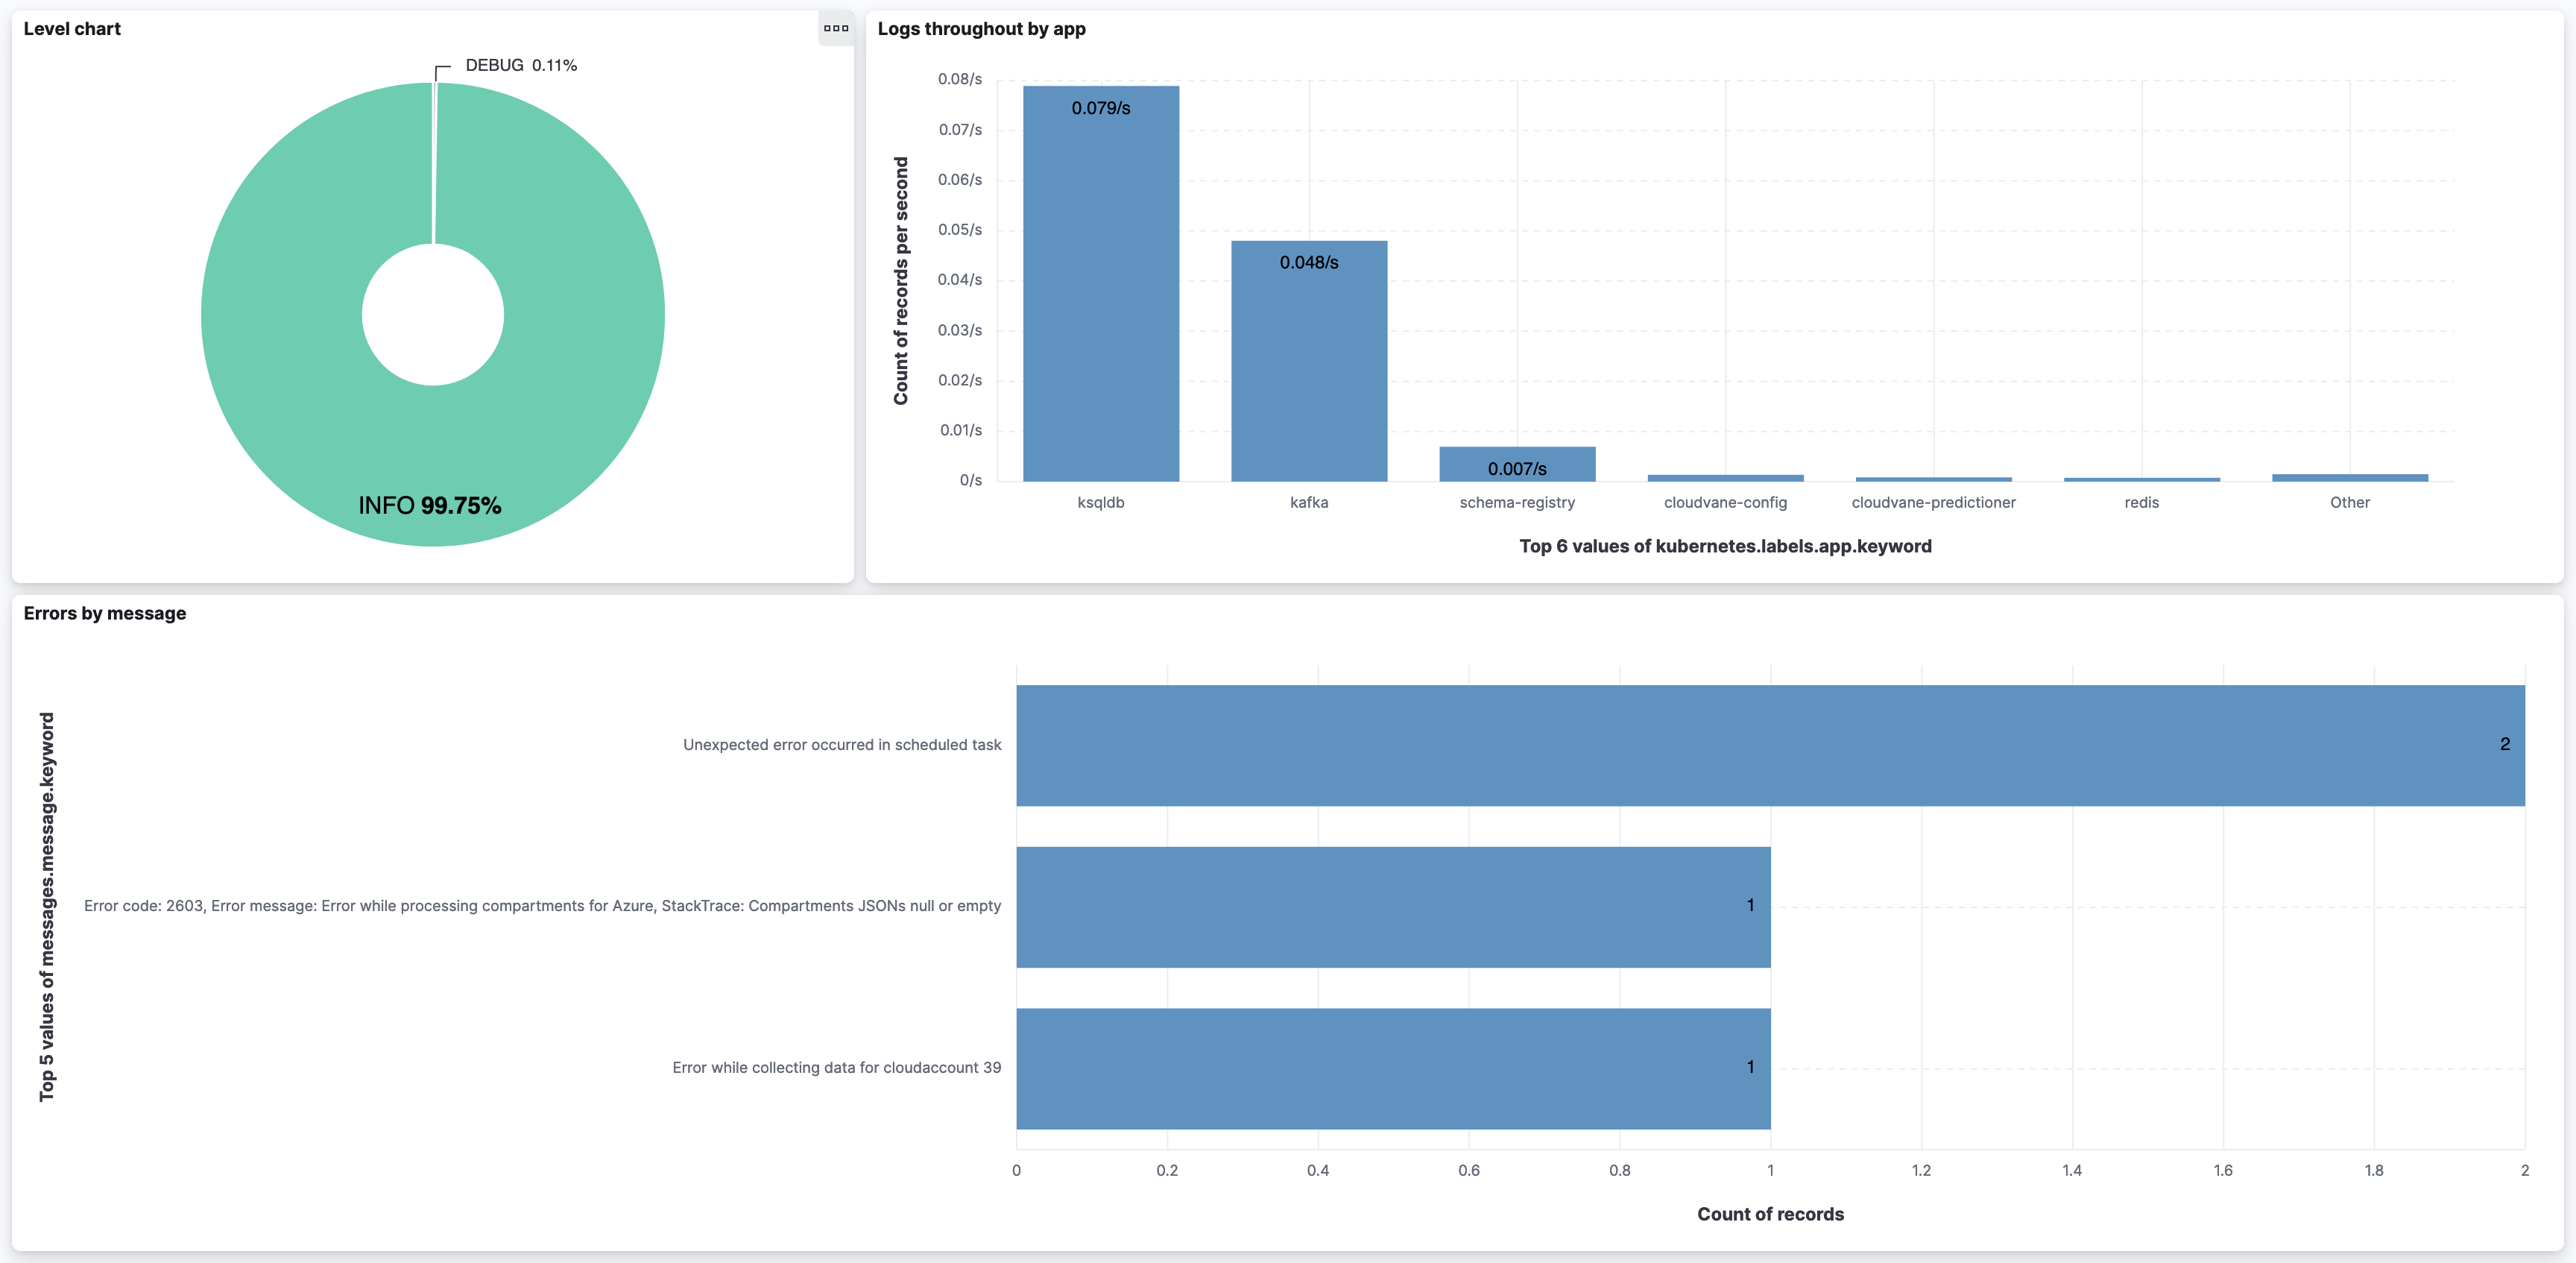 Level chart
DEBUG 0.11%
INFO 99.75%
Logs throughout by app
Count of records per second
0.08/s
0.07/s
0.06/s
0.05/s
0.04/s
0.03/s
0.02/s
0.01/s
0/s
0.079/s
0.048/s
0.007/s
ksqldb
kafka
schema-registry
cloudvane-config
cloudvane-predictioner
redis
Other
Top 6 values of kubernetes.labels.app.keyword
Errors by message
Top 5 values of messages.message.keyword
Unexpected error occurred in scheduled task
2
Error code: 2603, Error message: Error while processing compartments for Azure, StackTrace: Compartments JSONs null or empty
1
Error while collecting data for cloudaccount 39
1
0
0.2
0.4
0.6
0.8
1
1.2
1.4
1.6
1.8
2
Count of records